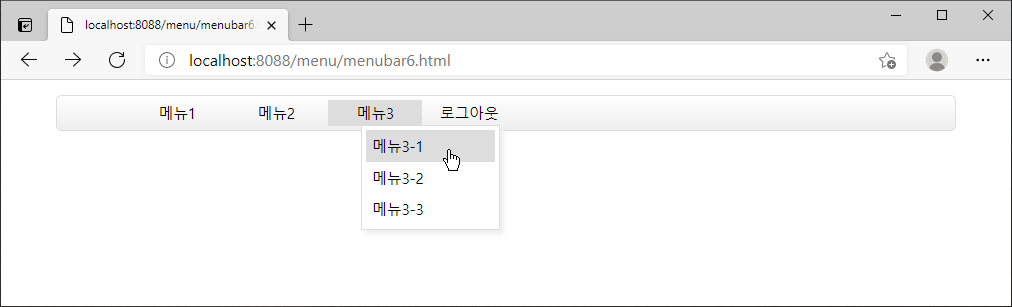 localhost:8088/menu/menubar6.
localhost:8088/menu/menubar6.html
메뉴1 메뉴2 메뉴3 로그아웃
메뉴3-1
메뉴3-2
메뉴3-3